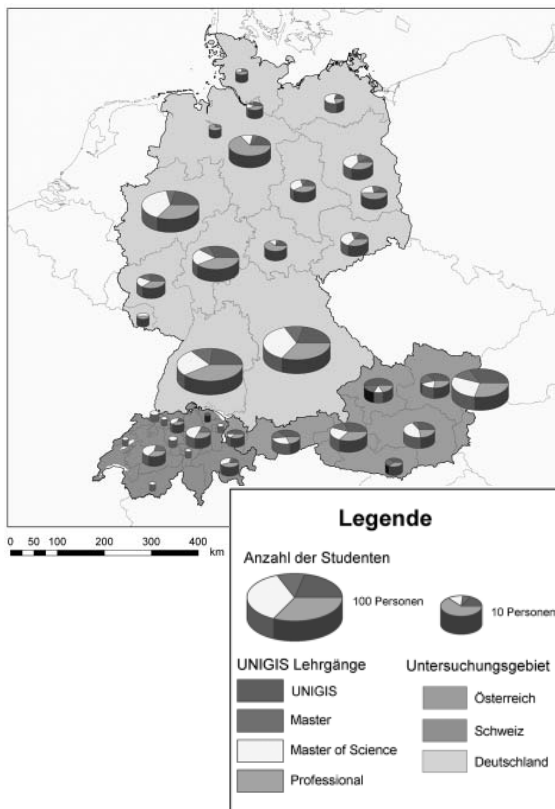 0 50 100 200 300 400
km
Legende
Anzahl der Studenten
100 Personen
10 Personen
UNIGIS Lehrgänge
UNIGIS
Master
Master of Science
Professional
Untersuchungsgebiet
Österreich
Schweiz
Deutschland